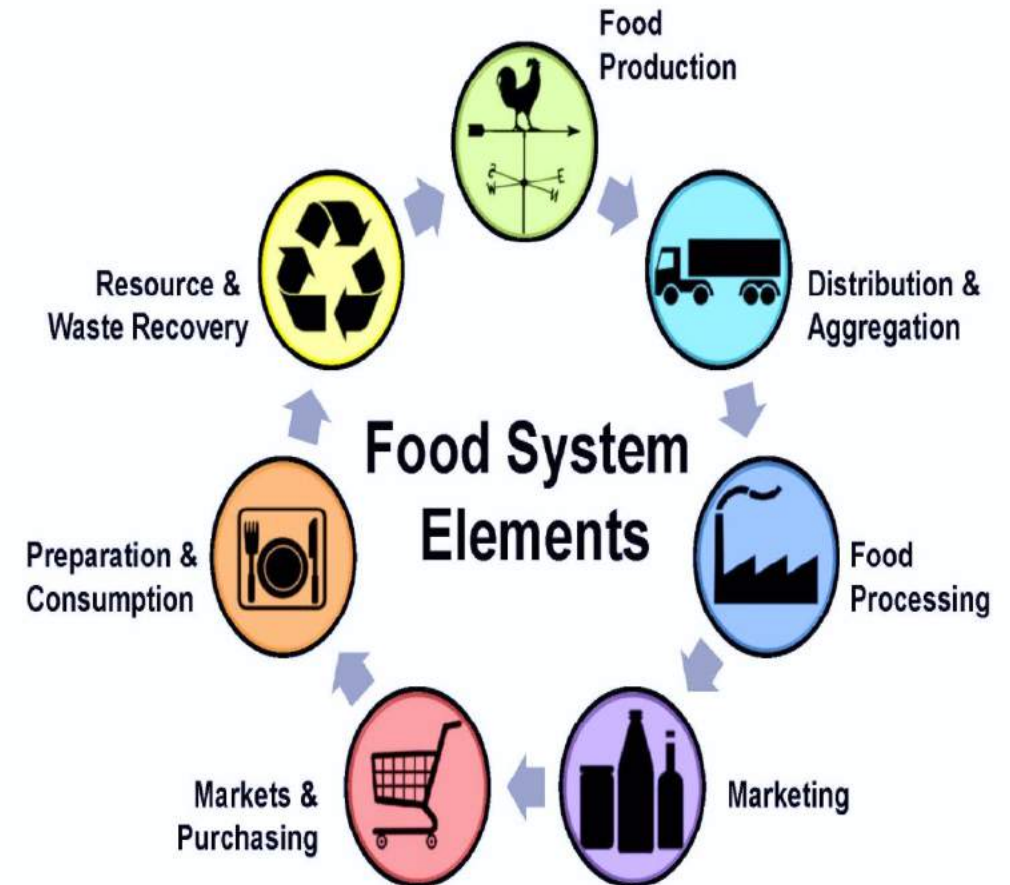 Food
Production
Distribution &
Aggregation
Food
Processing
Marketing
Markets &
Purchasing
Preparation &
Consumption
Resource &
Waste Recovery
Food System
Elements
S
E
W
N